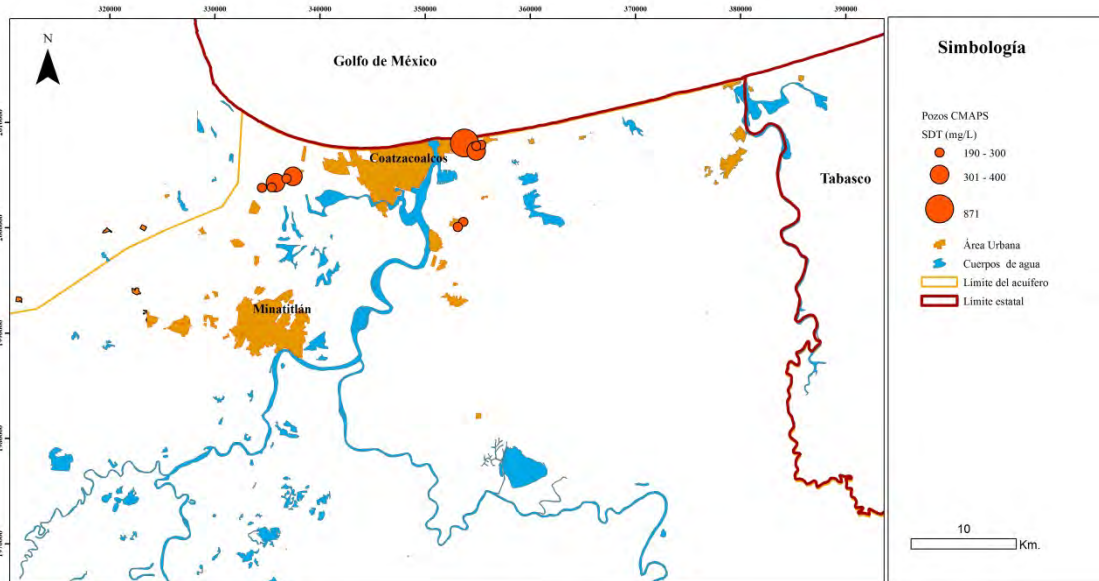 320000 330000 340000 350000 360000 370000 380000 390000
N
Golfo de México
Coatzacoalcos
Minatitlán
Tabasco
Simbología
Pozos CMAPS
SDT (mg/L)
190 - 300
301 - 400
871
Área Urbana
Cuerpos de agua
Límite del acuífero
Límite estatal
10
Km.